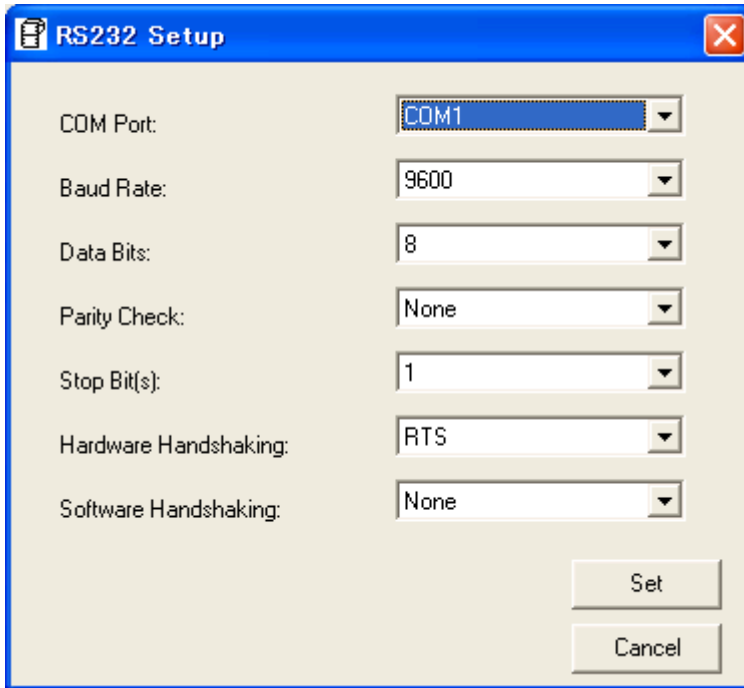 RS232 Setup
COM Port: COM1
Baud Rate: 9600
Data Bits: 8
Parity Check: None
Stop Bit(s): 1
Hardware Handshaking: RTS
Software Handshaking: None
Set
Cancel